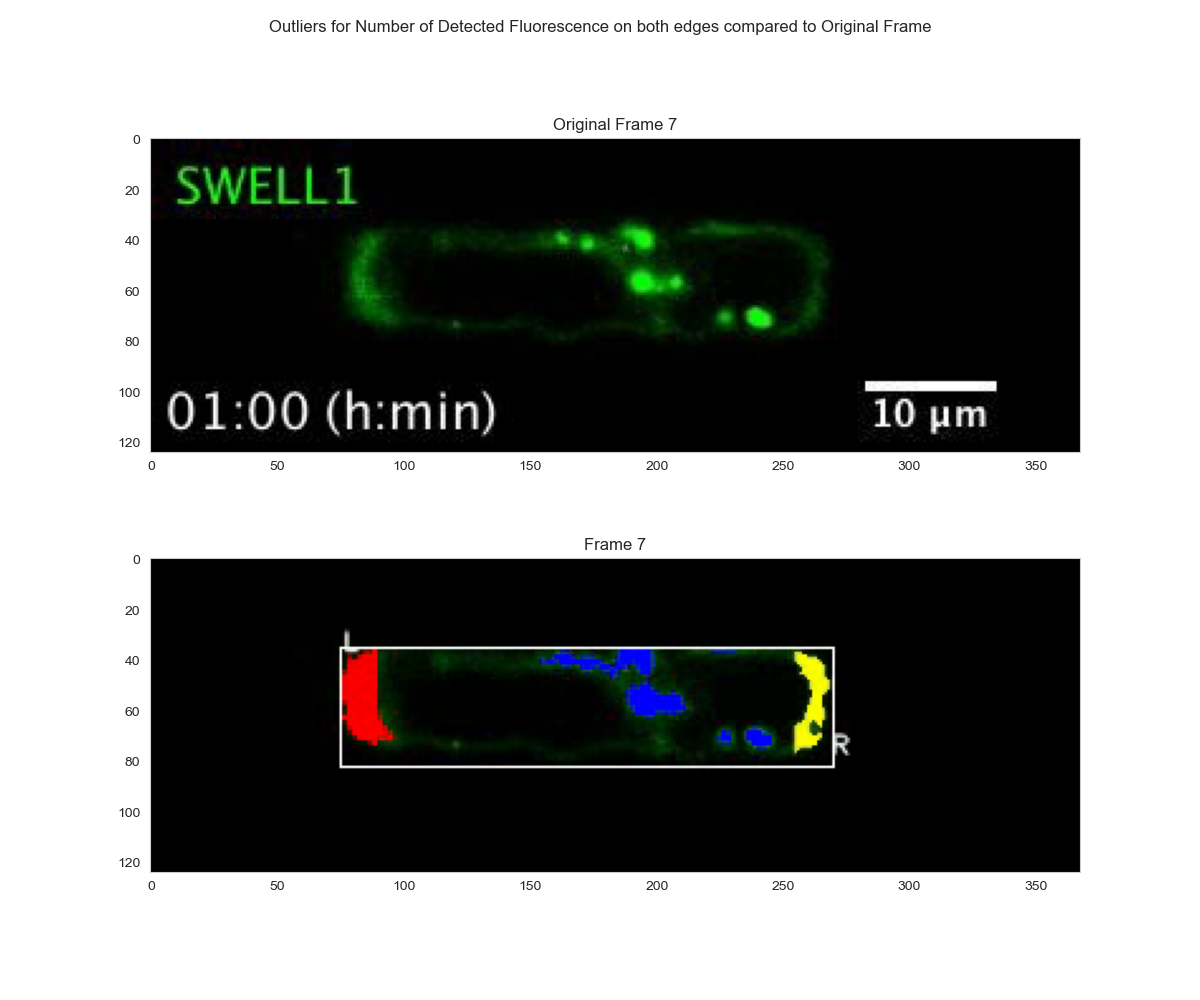 Outliers for Number of Detected Fluorescence on both edges compared to Original Frame
Original Frame 7
0
20
40
60
80
100
120
SWELL1
01:00 (h:min)
10 µm
0 50 100 150 200 250 300 350
Frame 7
0
20
40
60
80
100
120
L
R
0 50 100 150 200 250 300 350